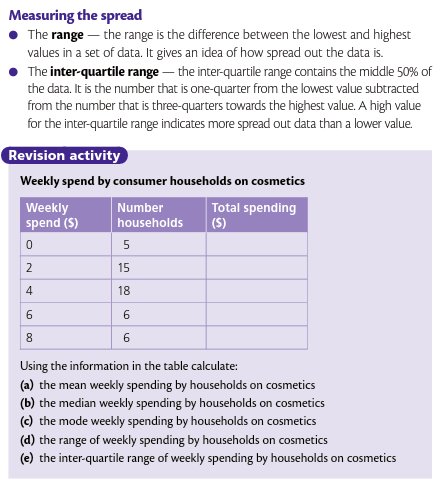 Measuring the spread
● The range — the range is the difference between the lowest and highest
values in a set of data. It gives an idea of how spread out the data is.
● The inter-quartile range — the inter-quartile range contains the middle 50% of
the data. It is the number that is one-quarter from the lowest value subtracted
from the number that is three-quarters towards the highest value. A high value
for the inter-quartile range indicates more spread out data than a lower value.
Revision activity
Weekly spend by consumer households on cosmetics
Weekly spend ($) Number households Total spending ($)
0 5
2 15
4 18
6 6
8 6
Using the information in the table calculate:
(a) the mean weekly spending by households on cosmetics
(b) the median weekly spending by households on cosmetics
(c) the mode weekly spending by households on cosmetics
(d) the range of weekly spending by households on cosmetics
(e) the inter-quartile range of weekly spending by households on cosmetics